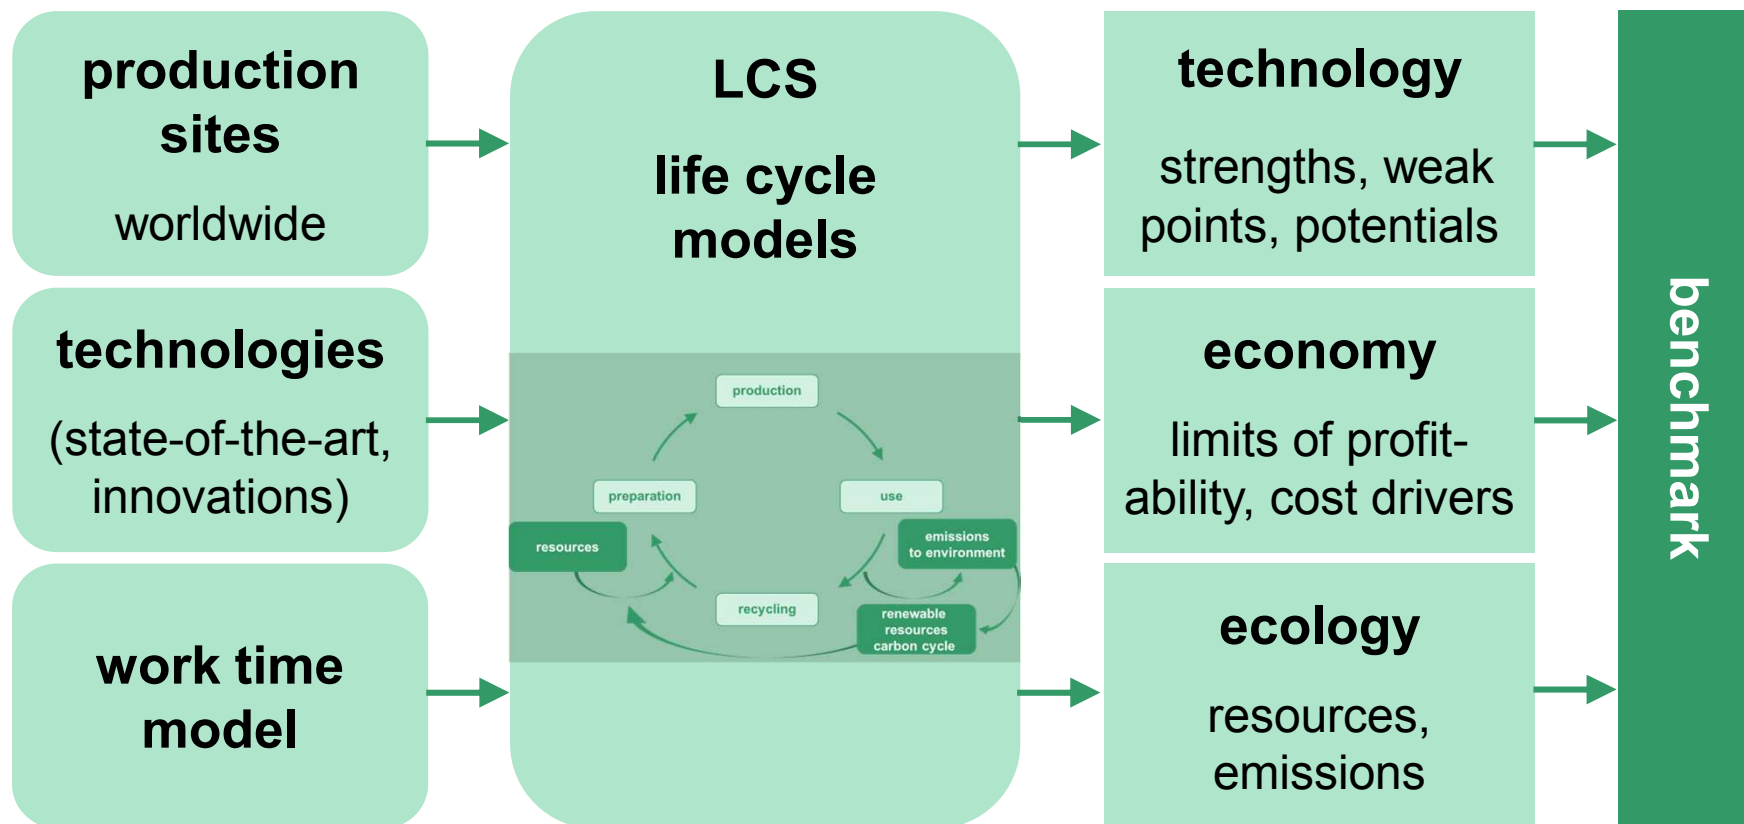 production
sites
worldwide
technologies
(state-of-the-art,
innovations)
work time
model
LCS
life cycle
models
production
preparation
use
resources
emissions
to environment
recycling
renewable
resources
carbon cycle
technology
strengths, weak
points, potentials
economy
limits of profit-
ability, cost drivers
ecology
resources,
emissions
benchmark